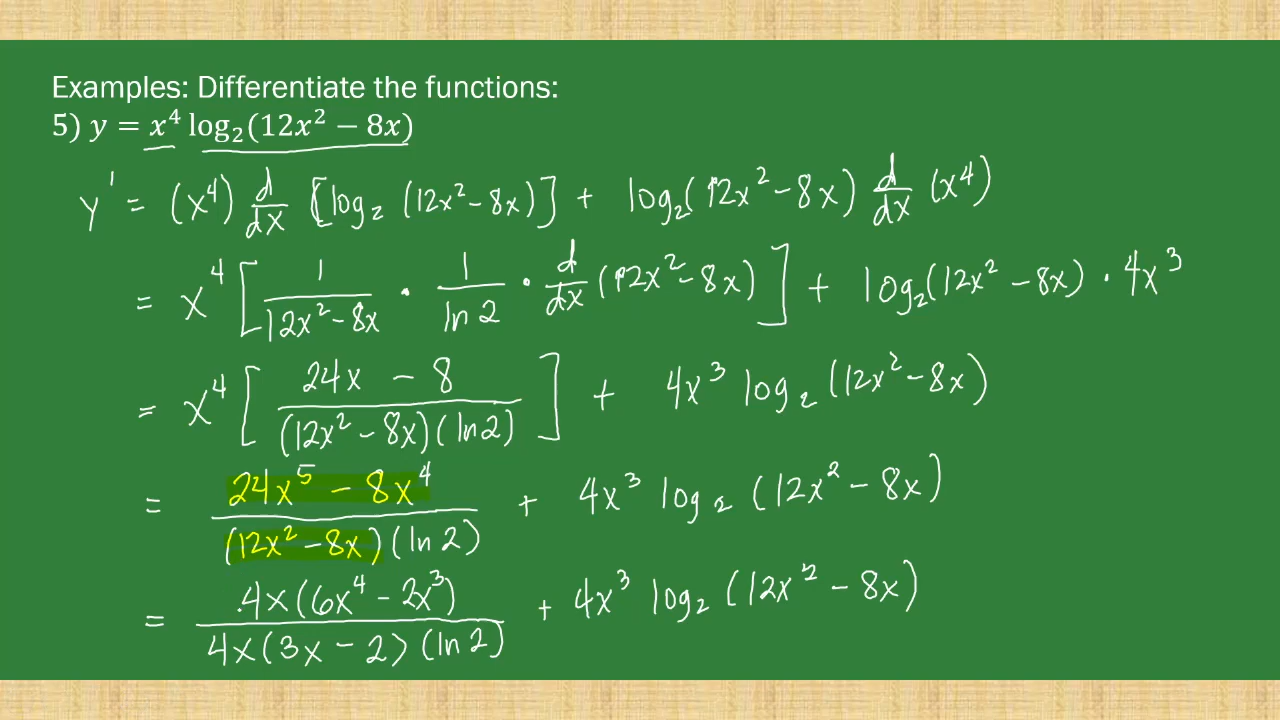 Examples: Differentiate the functions:
5) y = x⁴ log₂(12x² − 8x)
y' = (x⁴) d/dx [log₂ (12x² − 8x)] + log₂(12x² − 8x) d/dx (x⁴)
= x⁴ [1/(12x² − 8x) · 1/ln 2 · d/dx (12x² − 8x)] + log₂(12x² − 8x) · 4x³
= x⁴ [(24x − 8)/((12x² − 8x)(ln 2))] + 4x³ log₂ (12x² − 8x)
= (24x⁵ − 8x⁴)/((12x² − 8x)(ln 2)) + 4x³ log₂ (12x² − 8x)
= 4x(6x⁴ − 2x³)/(4x(3x − 2)(ln 2)) + 4x³ log₂ (12x² − 8x)